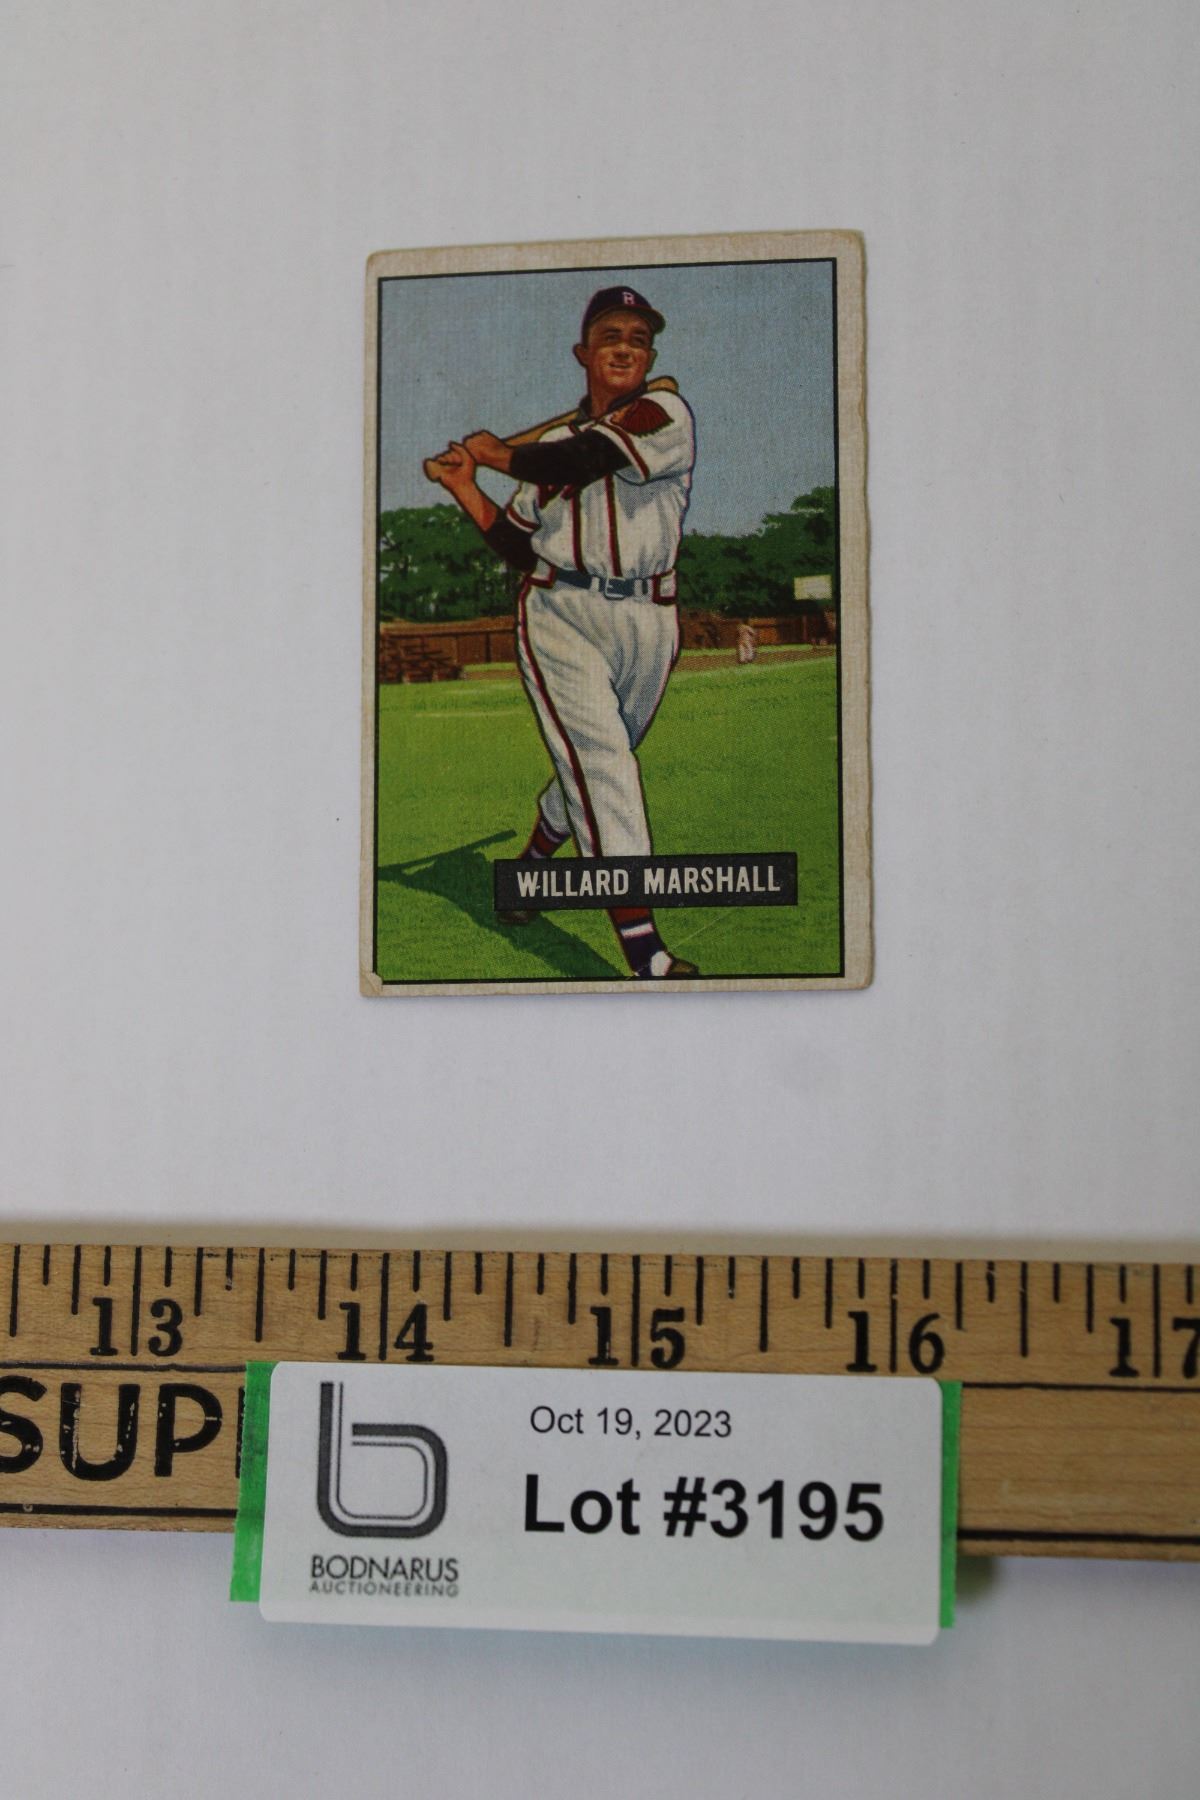 B
WILLARD MARSHALL
13 14 15 16 17
SUP
Oct 19, 2023
Lot #3195
b
BODNARUS
AUCTIONEERING